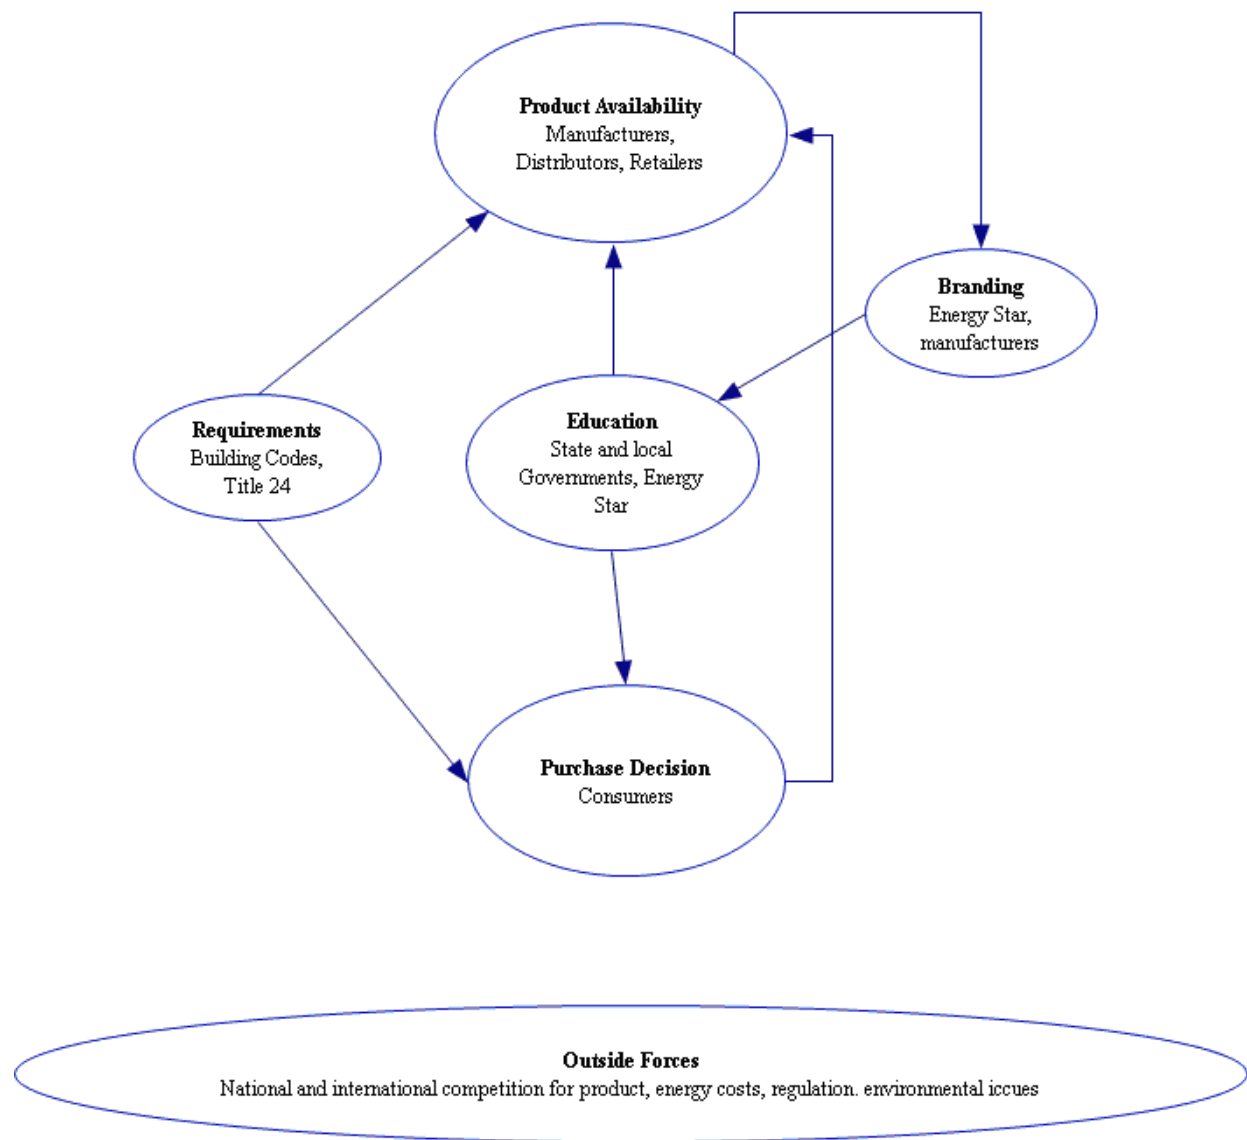 Product Availability
Manufacturers,
Distributors, Retailers
Branding
Energy Star,
manufacturers
Requirements
Building Codes,
Title 24
Education
State and local
Governments, Energy
Star
Purchase Decision
Consumers
Outside Forces
National and international competition for product, energy costs, regulation. environmental iccues